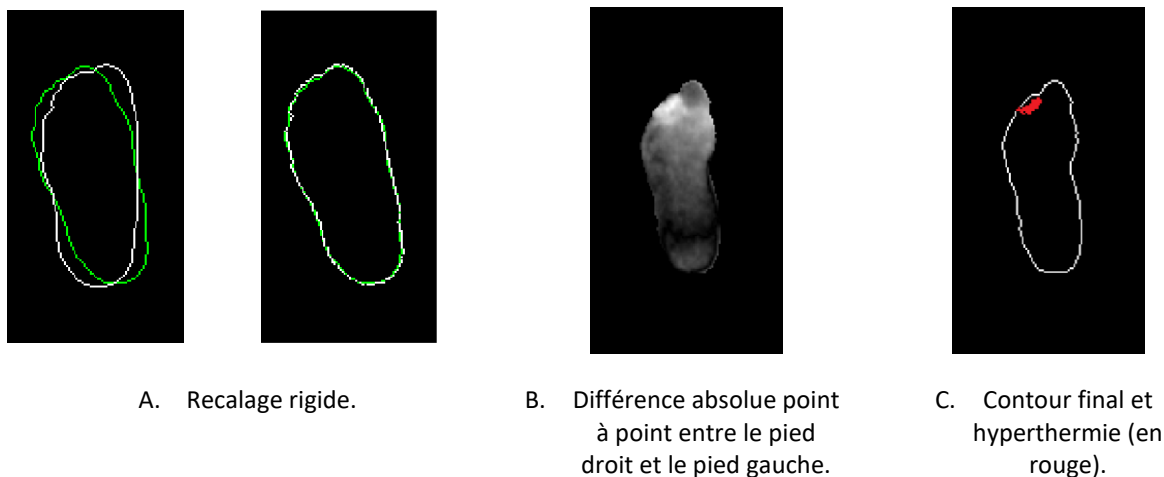 A. Recalage rigide.
B. Différence absolue point
à point entre le pied
droit et le pied gauche.
C. Contour final et
hyperthermie (en
rouge).